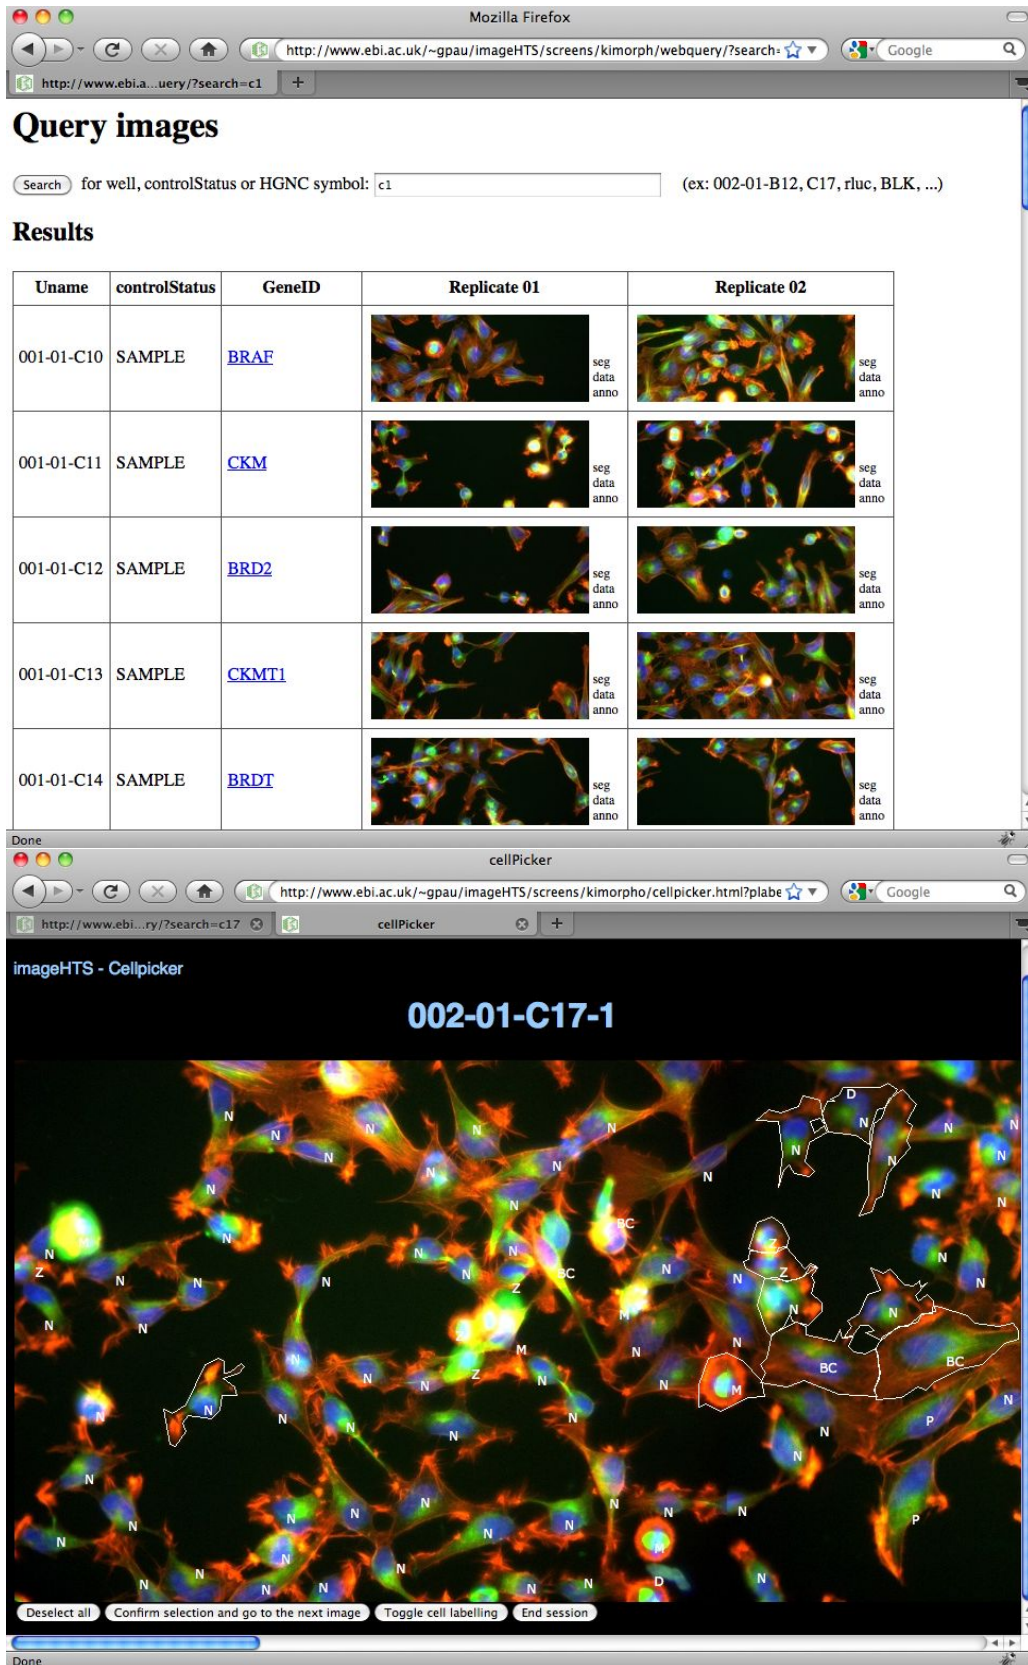 Mozilla Firefox
http://www.ebi.ac.uk/~gpau/imageHTS/screens/kimorph/webquery/?search=
Google
http://www.ebi.a...uery/?search=c1
+
Query images
Search for well, controlStatus or HGNC symbol: c1 (ex: 002-01-B12, C17, rluc, BLK, ...)
Results
Uname controlStatus GeneID Replicate 01 Replicate 02
001-01-C10 SAMPLE BRAF
seg seg
data data
anno anno
001-01-C11 SAMPLE CKM
seg seg
data data
anno anno
001-01-C12 SAMPLE BRD2
seg seg
data data
anno anno
001-01-C13 SAMPLE CKMT1
seg seg
data data
anno anno
001-01-C14 SAMPLE BRDT
seg seg
data data
anno anno
Done
cellPicker
http://www.ebi.ac.uk/~gpau/imageHTS/screens/kimorpho/cellpicker.html?plabe
Google
http://www.ebi...ry/?search=c17 cellPicker +
imageHTS - Cellpicker
002-01-C17-1
D
N N N N N N N N
N N N N N N N
N N N N N
N N BC
N N N Z
Z N N N BC N N Z N
N N Z M N
N N M N N
N Z N N N BC BC
N N N N M N
N N N N P
N
N N N N N
N N N N N P
N N N M
N N N N N D N
Deselect all Confirm selection and go to the next image Toggle cell labelling End session
Done